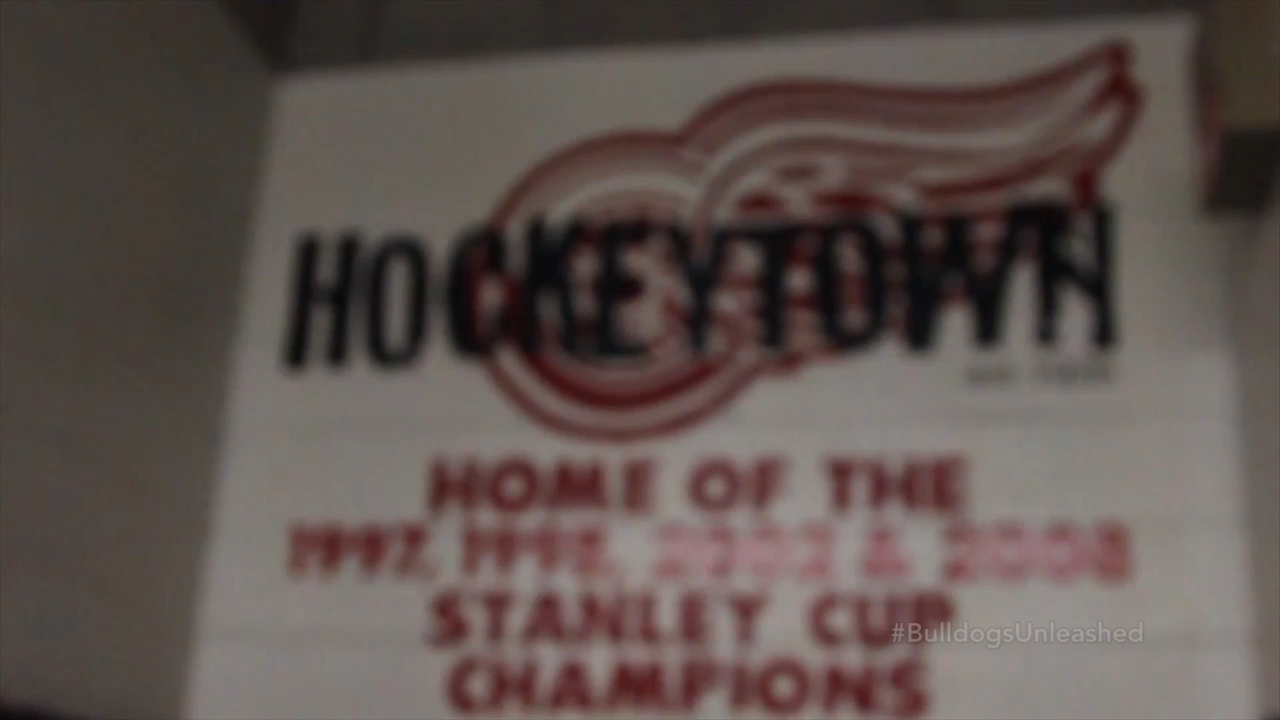 HOCKEYTOWN
HOME OF THE
1997, 1998, 2002 & 2008
STANLEY CUP
CHAMPIONS
#BulldogsUnleashed